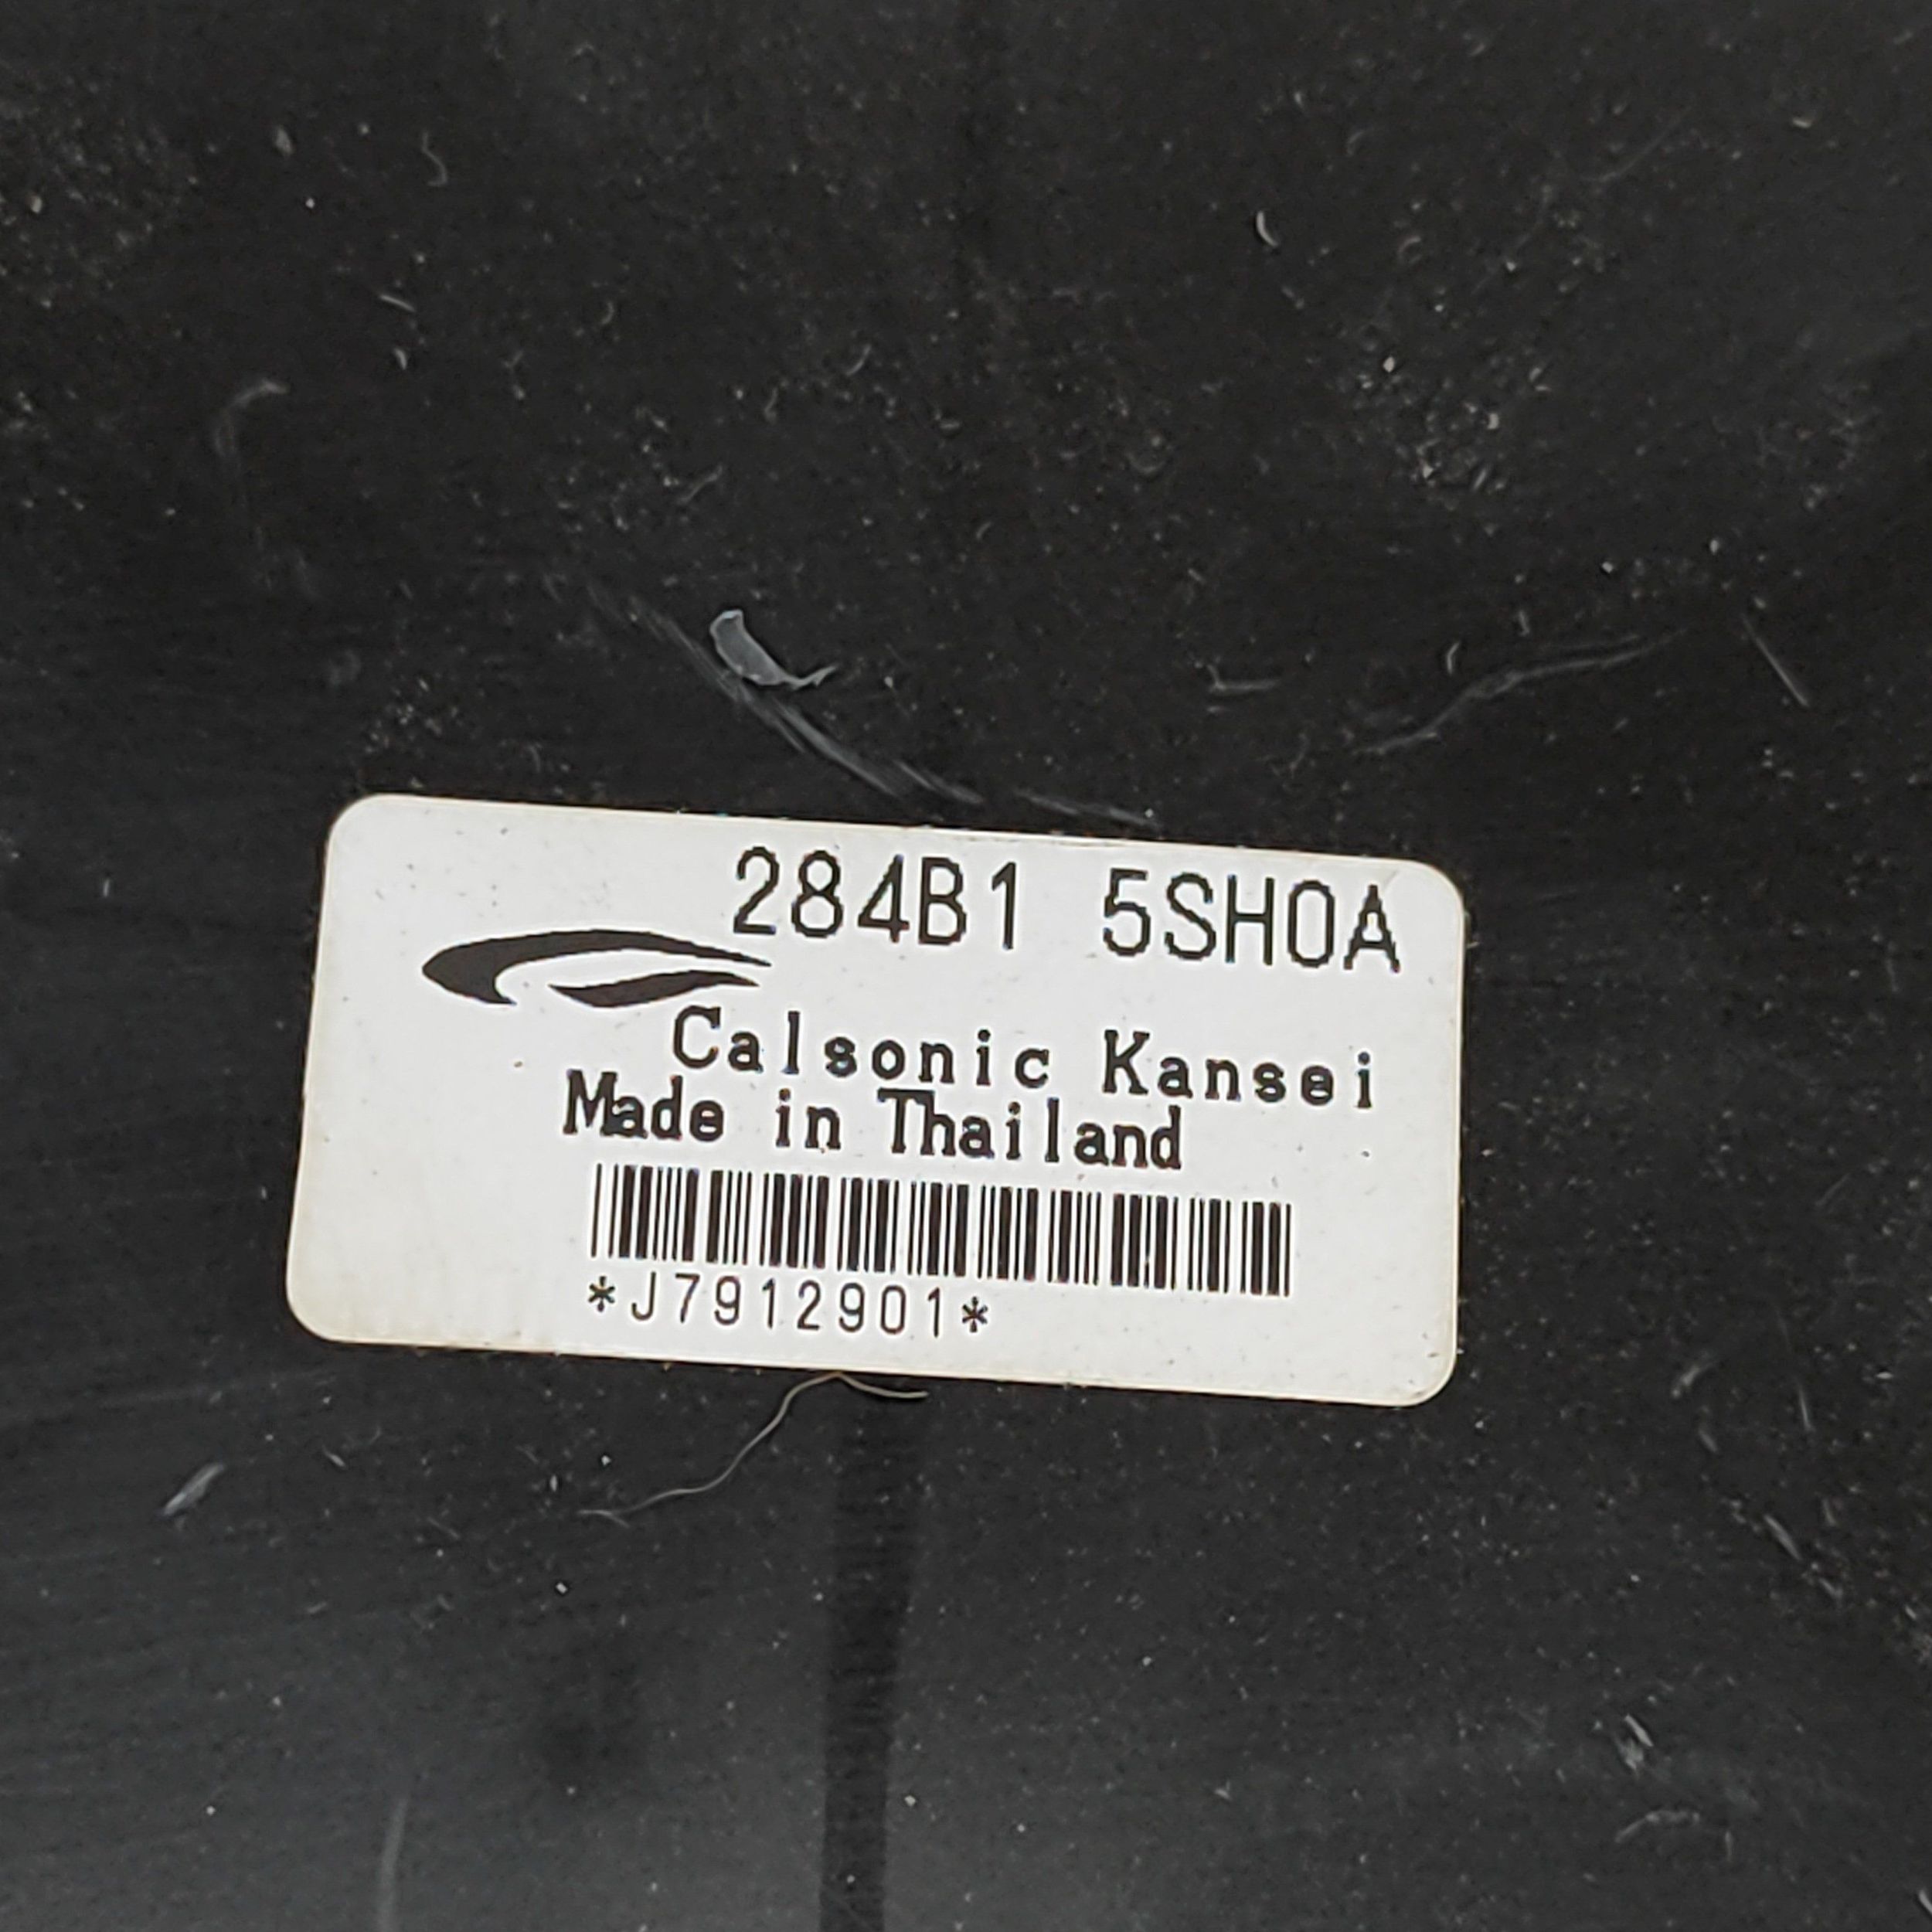 284B1 5SH0A
Calsonic Kansei
Made in Thailand
*J7912901*